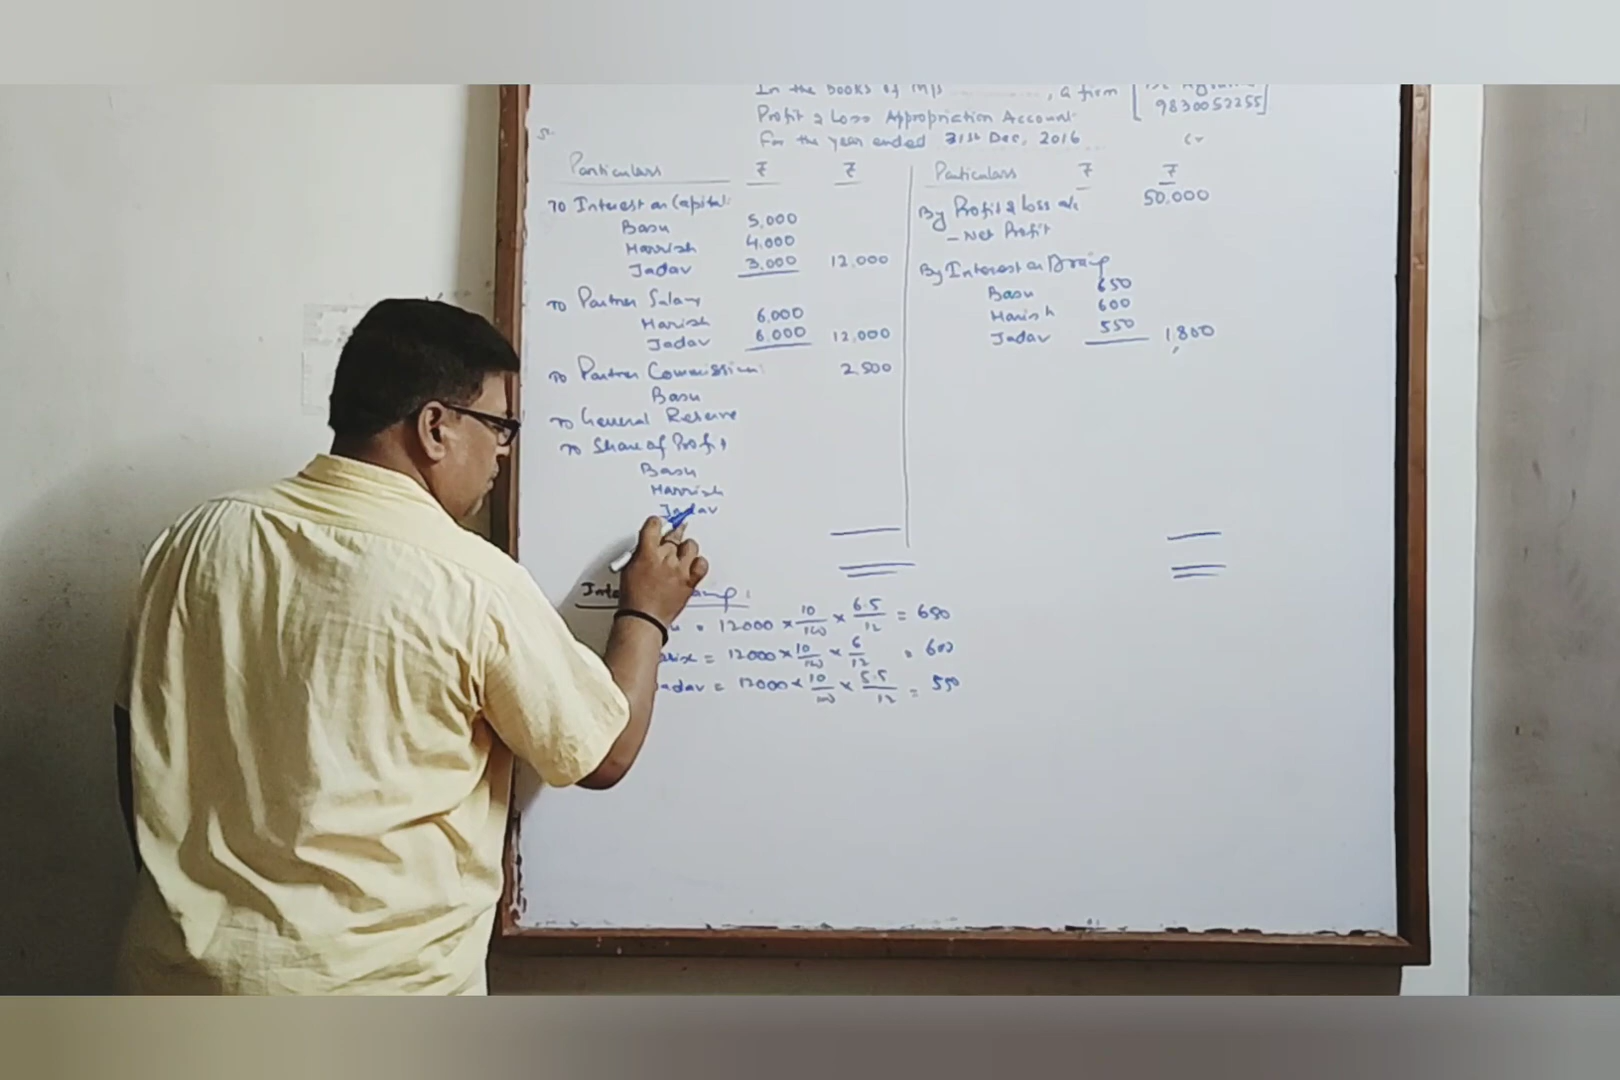 In the Books of M/s , a firm
9830052255]
Profit & Loss Appropriation Account
For the year ended 31st Dec, 2016
Particulars ₹ ₹
To Interest on Capital:
Basu 5,000
Harrish 4,000
Jadav 3,000 12,000
To Partner Salary
Harish 6,000
Jadav 6,000 12,000
To Partner Commission: 2,500
Basu
To General Reserve
To Share of Profit
Basu
Harrish
Jadav
Particulars ₹ ₹
By Profit & Loss a/c 50,000
- Net Profit
By Interest on Drawing
Basu 650
Harish 600
Jadav 550 1,800
= 12000 × 10/100 × 6.5/12 = 650
= 12000 × 10/100 × 6/12 = 600
Jadav = 12000 × 10/100 × 5.5/12 = 550